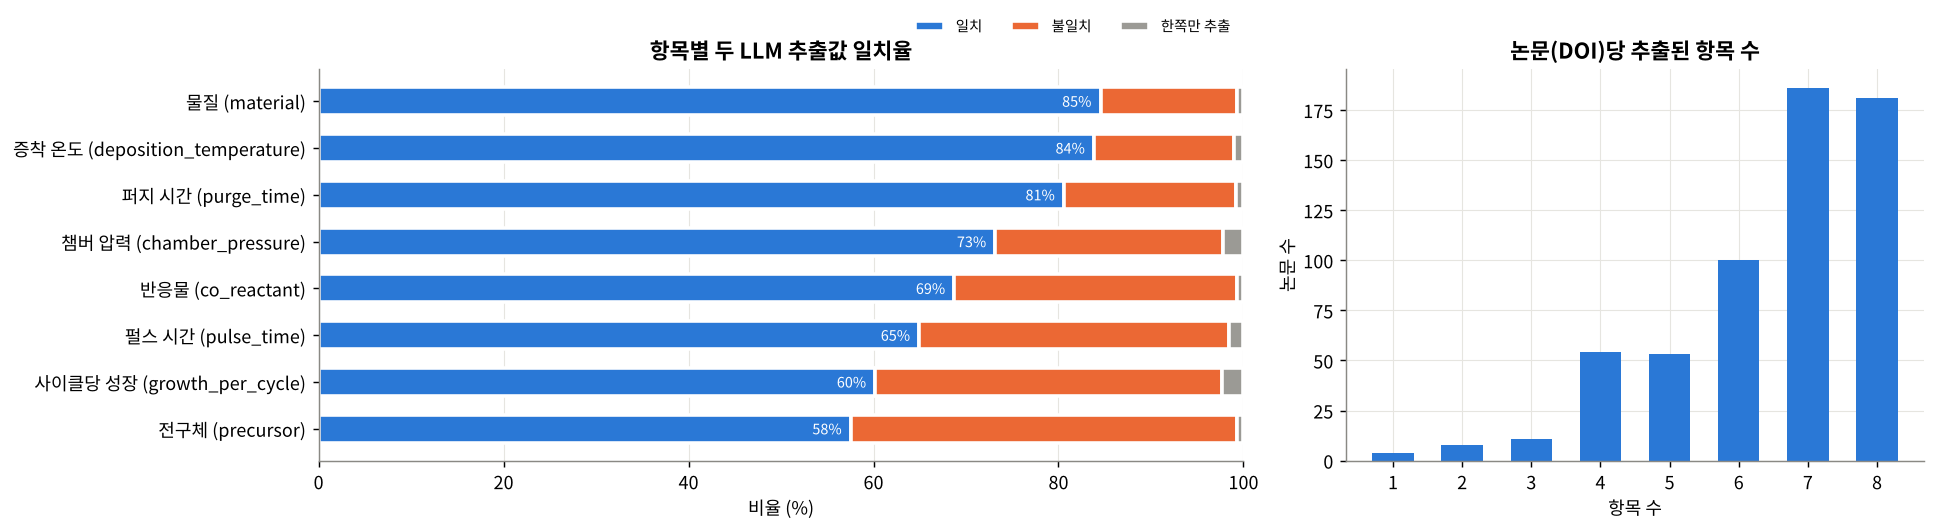 일치 불일치 한쪽만 추출
항목별 두 LLM 추출값 일치율
물질 (material)
85%
증착 온도 (deposition_temperature)
84%
퍼지 시간 (purge_time)
81%
챔버 압력 (chamber_pressure)
73%
반응물 (co_reactant)
69%
펄스 시간 (pulse_time)
65%
사이클당 성장 (growth_per_cycle)
60%
전구체 (precursor)
58%
0 20 40 60 80 100
비율 (%)
논문(DOI)당 추출된 항목 수
논문 수
175
150
125
100
75
50
25
0
1 2 3 4 5 6 7 8
항목 수